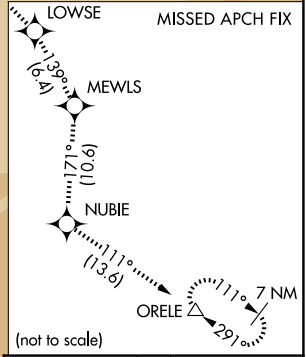 LOWSE
MISSED APCH FIX
139°
(6.4)
MEWLS
171°
(10.6)
NUBIE
111°
(13.6)
ORELE
111°
7 NM
291°
(not to scale)